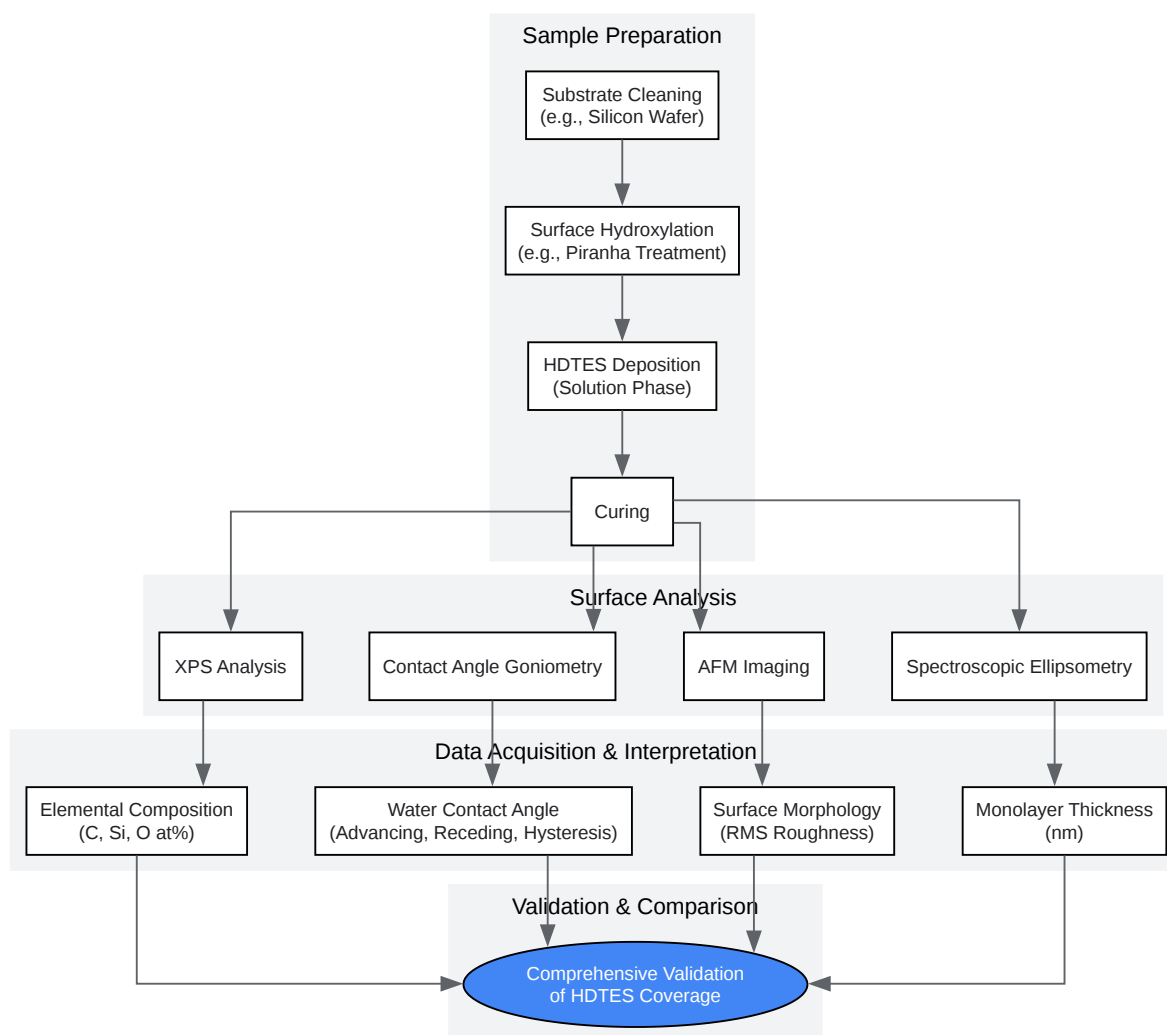 Sample Preparation
Substrate Cleaning
(e.g., Silicon Wafer)
Surface Hydroxylation
(e.g., Piranha Treatment)
HDTES Deposition
(Solution Phase)
Curing
Surface Analysis
XPS Analysis
Contact Angle Goniometry
AFM Imaging
Spectroscopic Ellipsometry
Data Acquisition & Interpretation
Elemental Composition
(C, Si, O at%)
Water Contact Angle
(Advancing, Receding, Hysteresis)
Surface Morphology
(RMS Roughness)
Monolayer Thickness
(nm)
Validation & Comparison
Comprehensive Validation
of HDTES Coverage